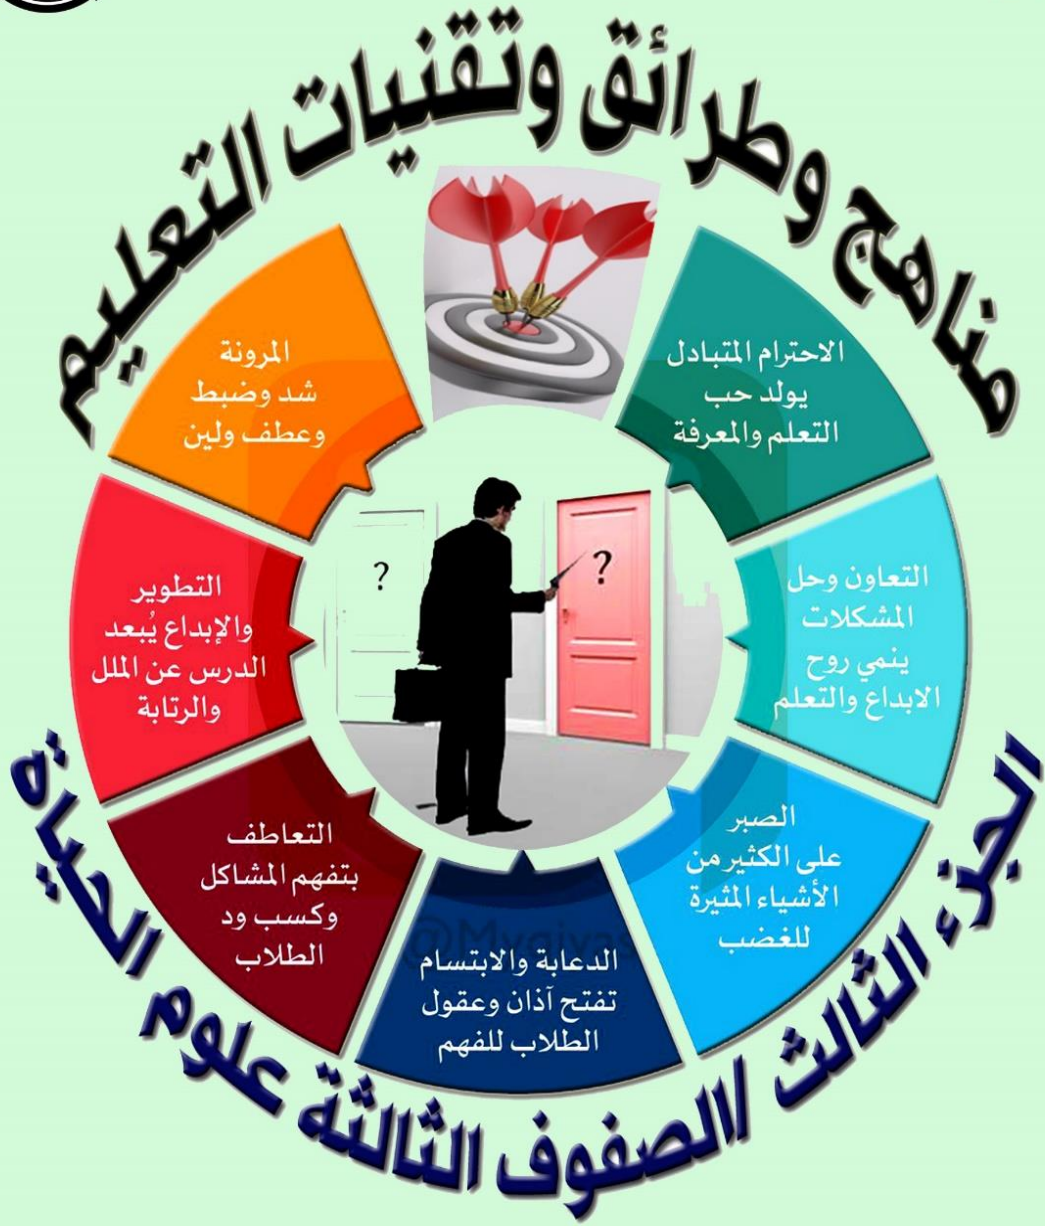 مناهج وطرائق وتقنيات التعليم
الاحترام المتبادل
يولد حب
التعلم والمعرفة
التعاون وحل
المشكلات
ينمي روح
الابداع والتعلم
الصبر
على الكثير من
الأشياء المثيرة
للغضب
الدعابة والابتسام
تفتح آذان وعقول
الطلاب للفهم
التعاطف
بتفهم المشاكل
وكسب ود
الطلاب
التطوير
والإبداع يُبعد
الدرس عن الملل
والرتابة
المرونة
شد وضبط
وعطف ولين
?
?
الجزء الثالث /الصفوف الثالثة علوم الحياة